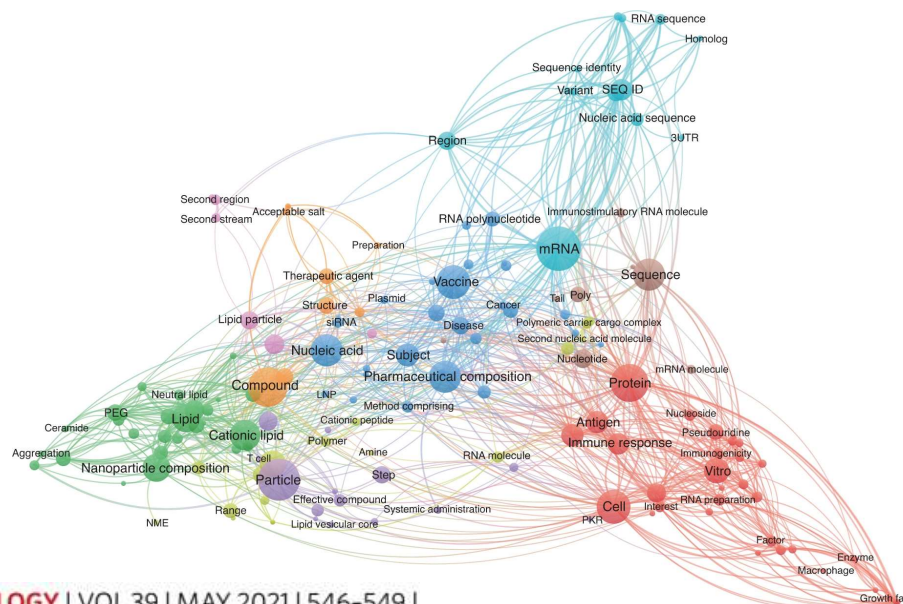 RNA sequence
Homolog
Sequence identity
Variant
SEQ ID
Nucleic acid sequence
3UTR
Region
Second region
Second stream
Acceptable salt
RNA polynucleotide
Immunostimulatory RNA molecule
Preparation
mRNA
Therapeutic agent
Vaccine
Sequence
Structure
Plasmid
Cancer
Tail
Poly
Lipid particle
siRNA
Disease
Polymeric carrier cargo complex
Second nucleic acid molecule
Nucleic acid
Subject
Nucleotide
Compound
Pharmaceutical composition
Protein
mRNA molecule
Neutral lipid
LNP
PEG
Lipid
Method comprising
Nucleoside
Ceramide
Cationic peptide
Antigen
Pseudouridine
Cationic lipid
Polymer
Immune response
Aggregation
T cell
Amine
RNA molecule
Immunogenicity
Nanoparticle composition
Particle
Step
Vitro
Effective compound
Cell
Interest
RNA preparation
NME
Range
Lipid vesicular core
Systemic administration
PKR
Factor
Enzyme
Macrophage
Growth fa
OGY | VOL 39 | MAY 2021 | 546–549 |